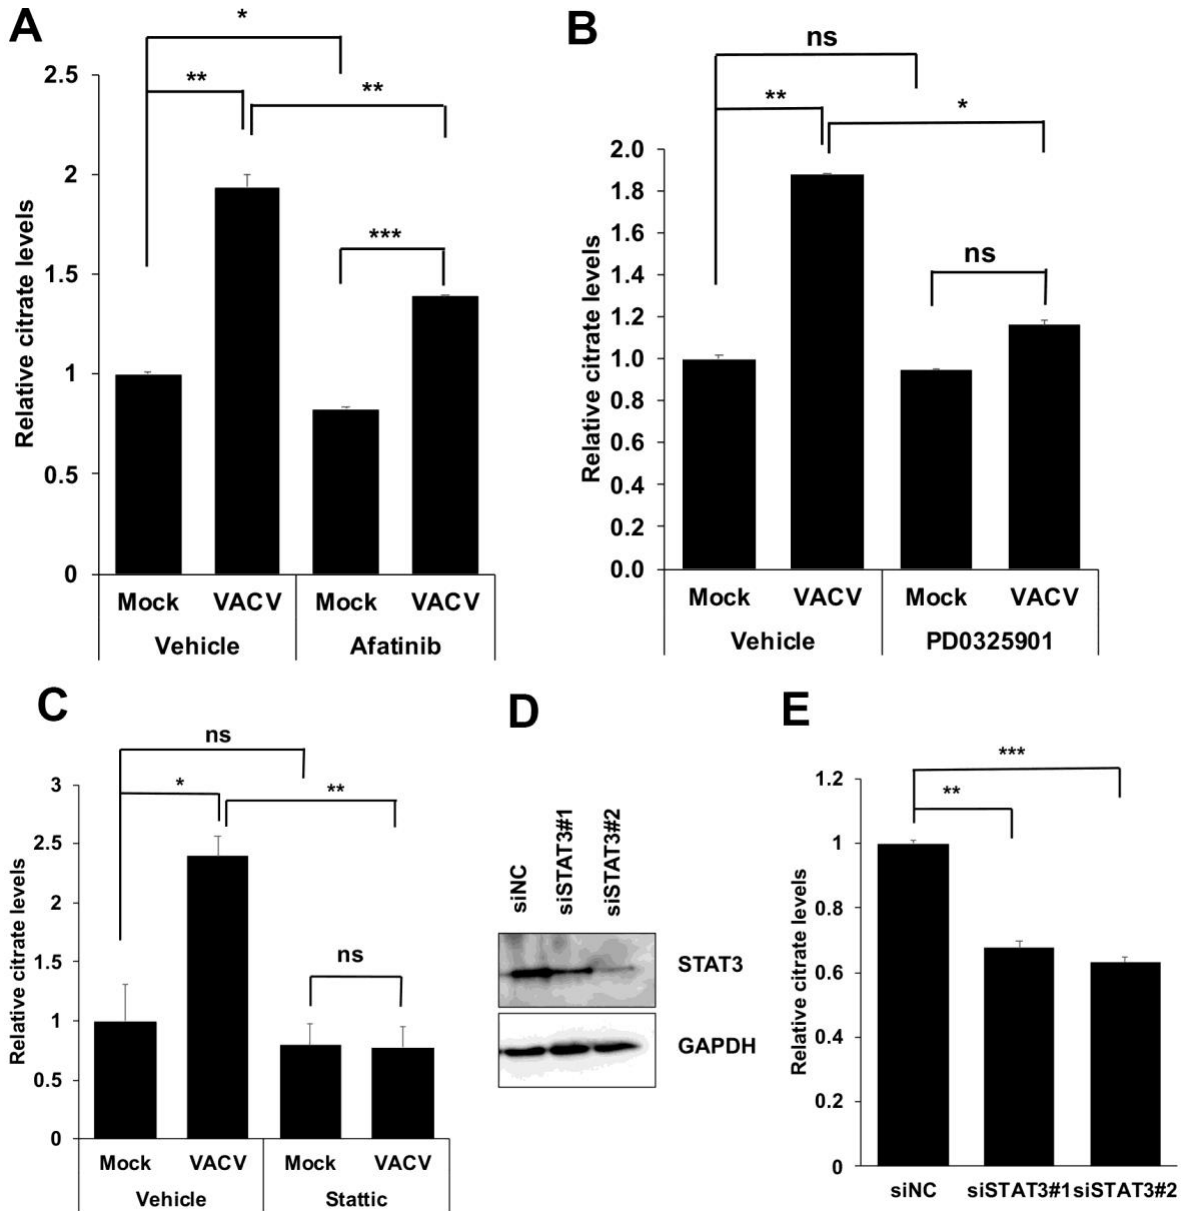 A
*
**
**
***
2.5
2
1.5
1
0.5
0
Relative citrate levels
Mock VACV Mock VACV
Vehicle Afatinib
B
ns
**
*
ns
2.0
1.8
1.6
1.4
1.2
1.0
0.8
0.6
0.4
0.2
0.0
Relative citrate levels
Mock VACV Mock VACV
Vehicle PD0325901
C
ns
*
**
ns
3
2.5
2
1.5
1
0.5
0
Relative citrate levels
Mock VACV Mock VACV
Vehicle Stattic
D
siNC
siSTAT3#1
siSTAT3#2
STAT3
GAPDH
E
***
**
1.2
1
0.8
0.6
0.4
0.2
0
Relative citrate levels
siNC siSTAT3#1 siSTAT3#2